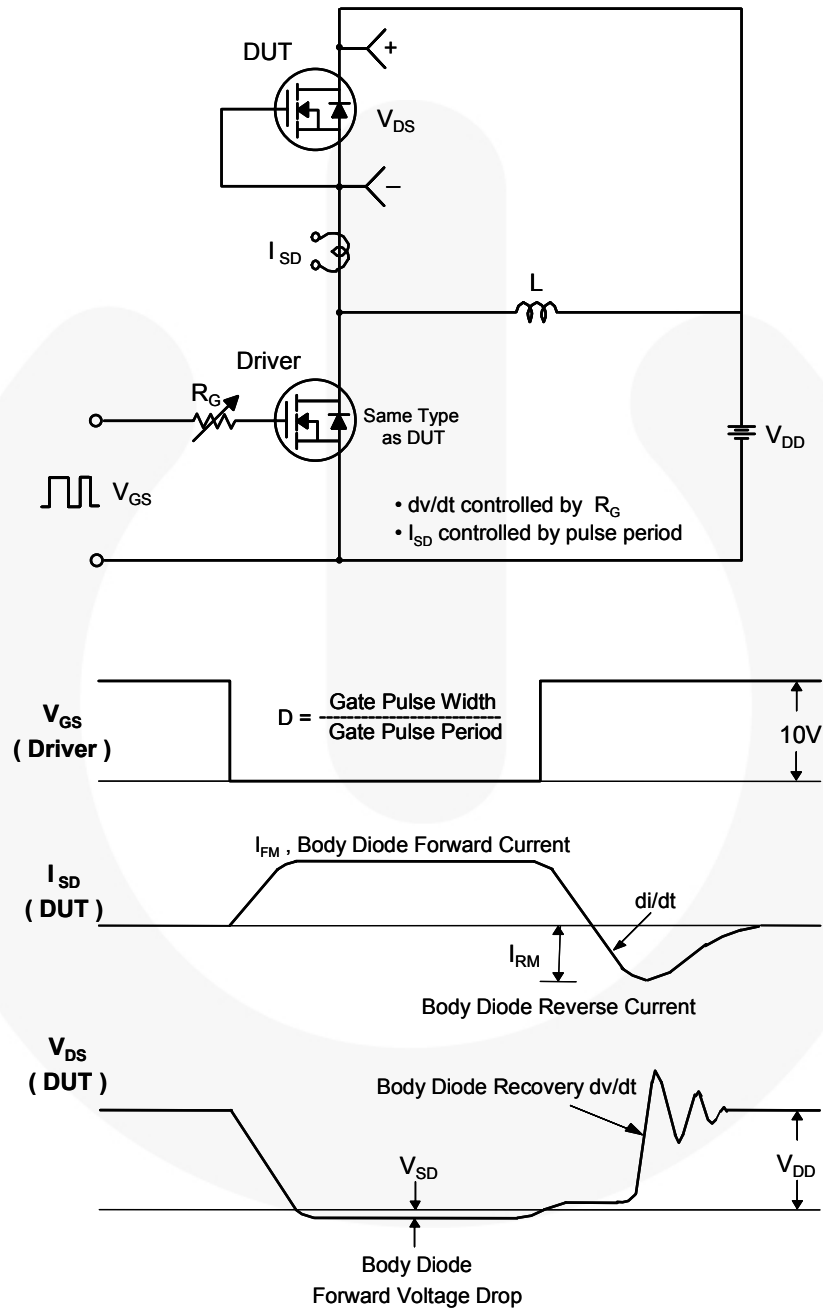 DUT
+
V_DS
–
I_SD
L
Driver
R_G
Same Type
as DUT
V_DD
V_GS
• dv/dt controlled by R_G
• I_SD controlled by pulse period
V_GS
( Driver )
D = Gate Pulse Width
Gate Pulse Period
10V
I_FM , Body Diode Forward Current
I_SD
( DUT )
di/dt
I_RM
Body Diode Reverse Current
V_DS
( DUT )
Body Diode Recovery dv/dt
V_SD
V_DD
Body Diode
Forward Voltage Drop